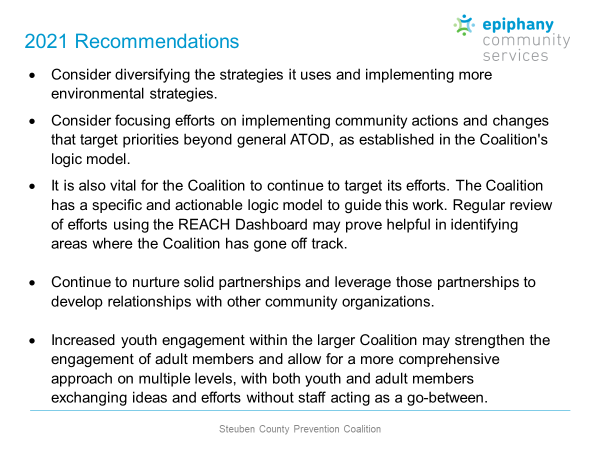 2021 Recommendations
epiphany
community
services
• Consider diversifying the strategies it uses and implementing more
environmental strategies.
• Consider focusing efforts on implementing community actions and changes
that target priorities beyond general ATOD, as established in the Coalition's
logic model.
• It is also vital for the Coalition to continue to target its efforts. The Coalition
has a specific and actionable logic model to guide this work. Regular review
of efforts using the REACH Dashboard may prove helpful in identifying
areas where the Coalition has gone off track.
• Continue to nurture solid partnerships and leverage those partnerships to
develop relationships with other community organizations.
• Increased youth engagement within the larger Coalition may strengthen the
engagement of adult members and allow for a more comprehensive
approach on multiple levels, with both youth and adult members
exchanging ideas and efforts without staff acting as a go-between.
Steuben County Prevention Coalition